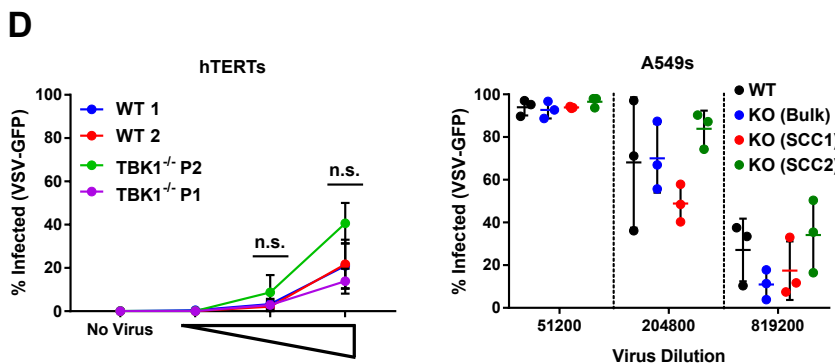 D
hTERTs
% Infected (VSV-GFP)
100
80
60
40
20
0
WT 1
WT 2
TBK1-/- P2
TBK1-/- P1
n.s.
n.s.
No Virus
A549s
% Infected (VSV-GFP)
100
80
60
40
20
0
WT
KO (Bulk)
KO (SCC1)
KO (SCC2)
51200
204800
819200
Virus Dilution